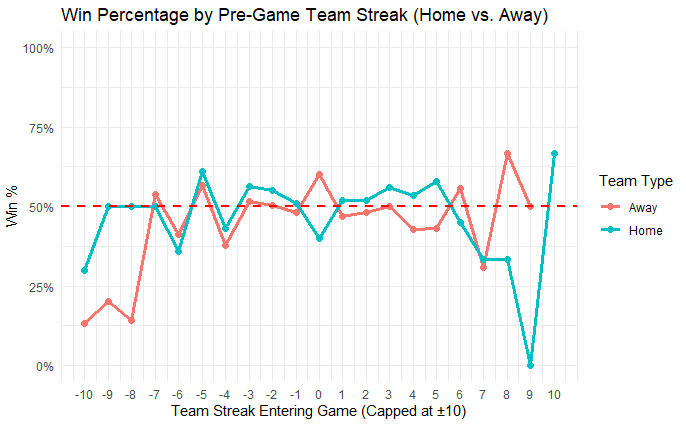 Win Percentage by Pre-Game Team Streak (Home vs. Away)
100%
75%
50%
25%
0%
Win %
-10 -9 -8 -7 -6 -5 -4 -3 -2 -1 0 1 2 3 4 5 6 7 8 9 10
Team Streak Entering Game (Capped at ±10)
Team Type
Away
Home